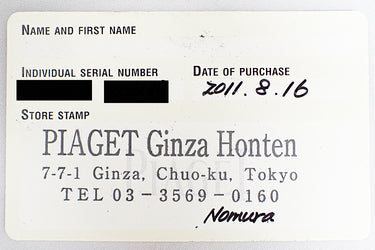 NAME AND FIRST NAME
INDIVIDUAL SERIAL NUMBER DATE OF PURCHASE
2011.8.16
STORE STAMP
PIAGET Ginza Honten
7-7-1 Ginza, Chuo-ku, Tokyo
TEL 03-3569-0160
Nomura